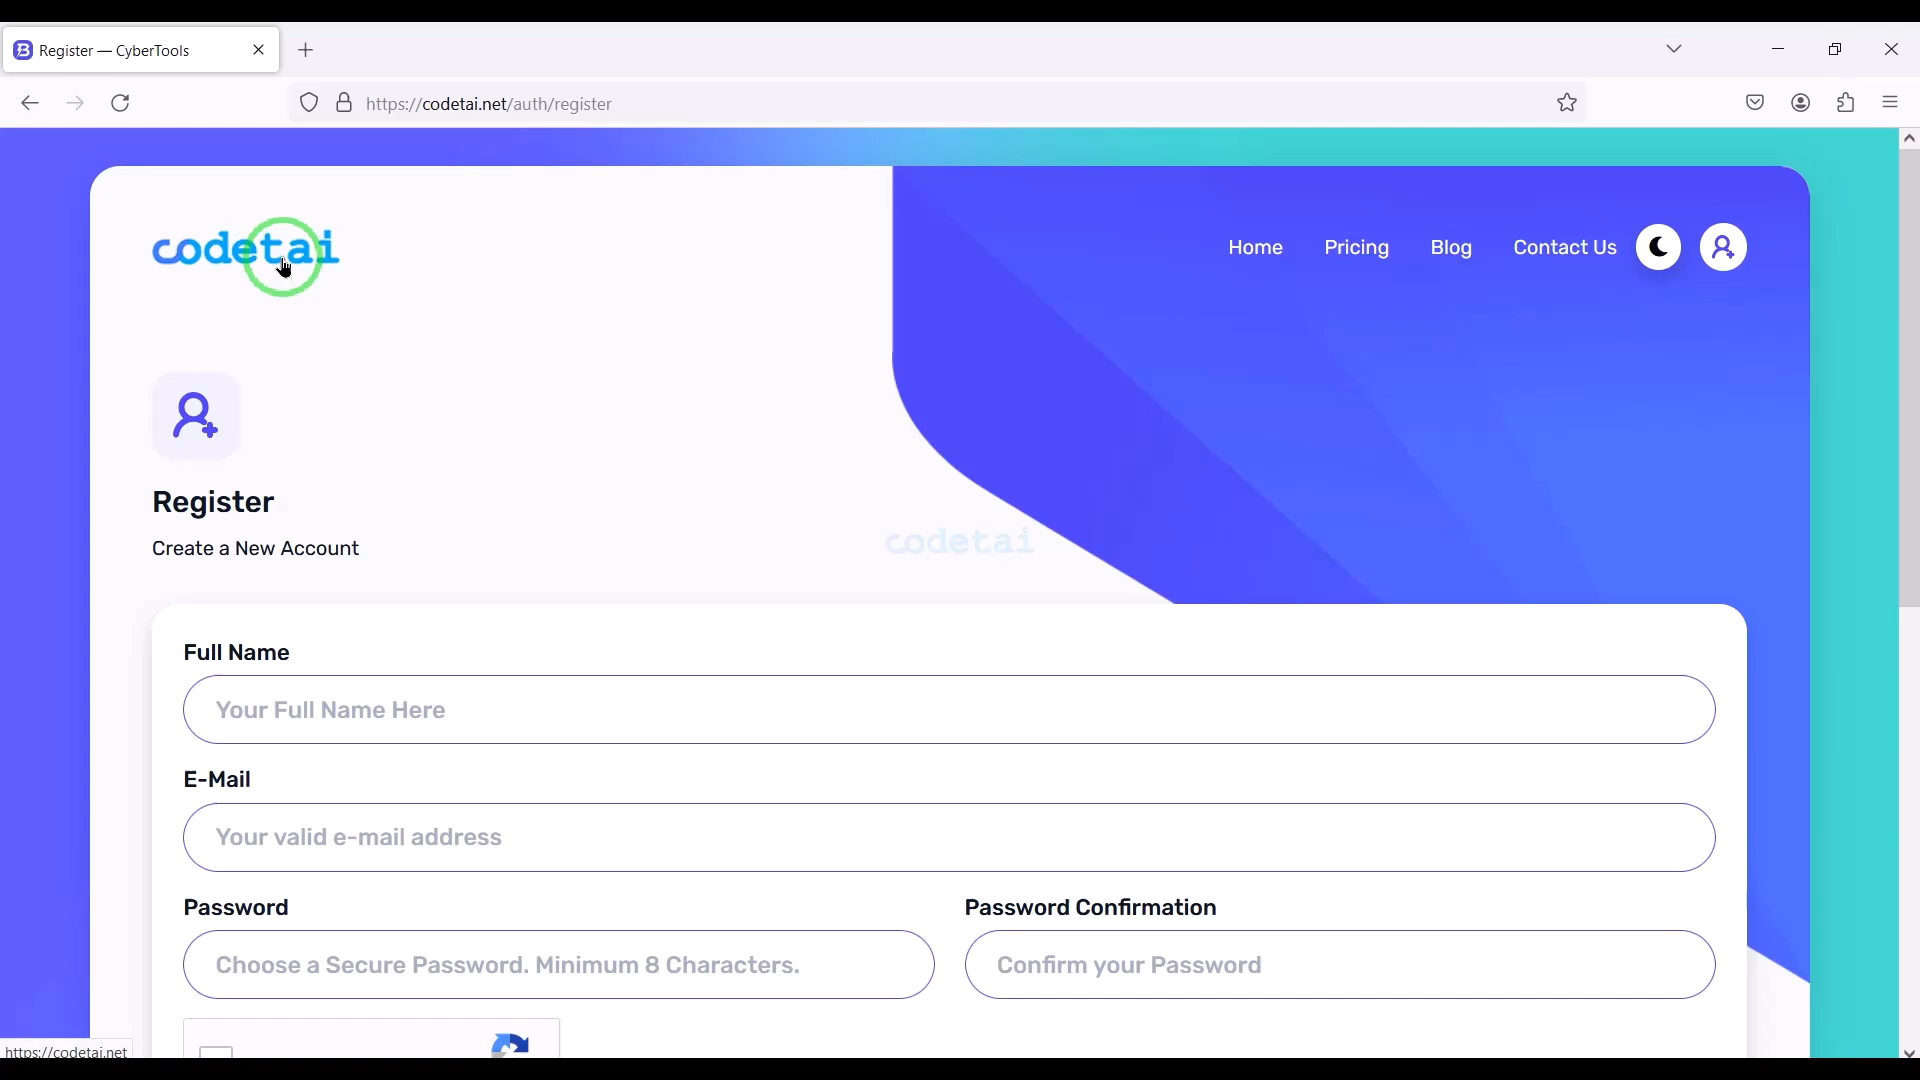 Register — CyberTools
https://codetai.net/auth/register
codetai
Home
Pricing
Blog
Contact Us
Register
Create a New Account
codetai
Full Name
Your Full Name Here
E-Mail
Your valid e-mail address
Password
Password Confirmation
Choose a Secure Password. Minimum 8 Characters.
Confirm your Password
https://codetai.net